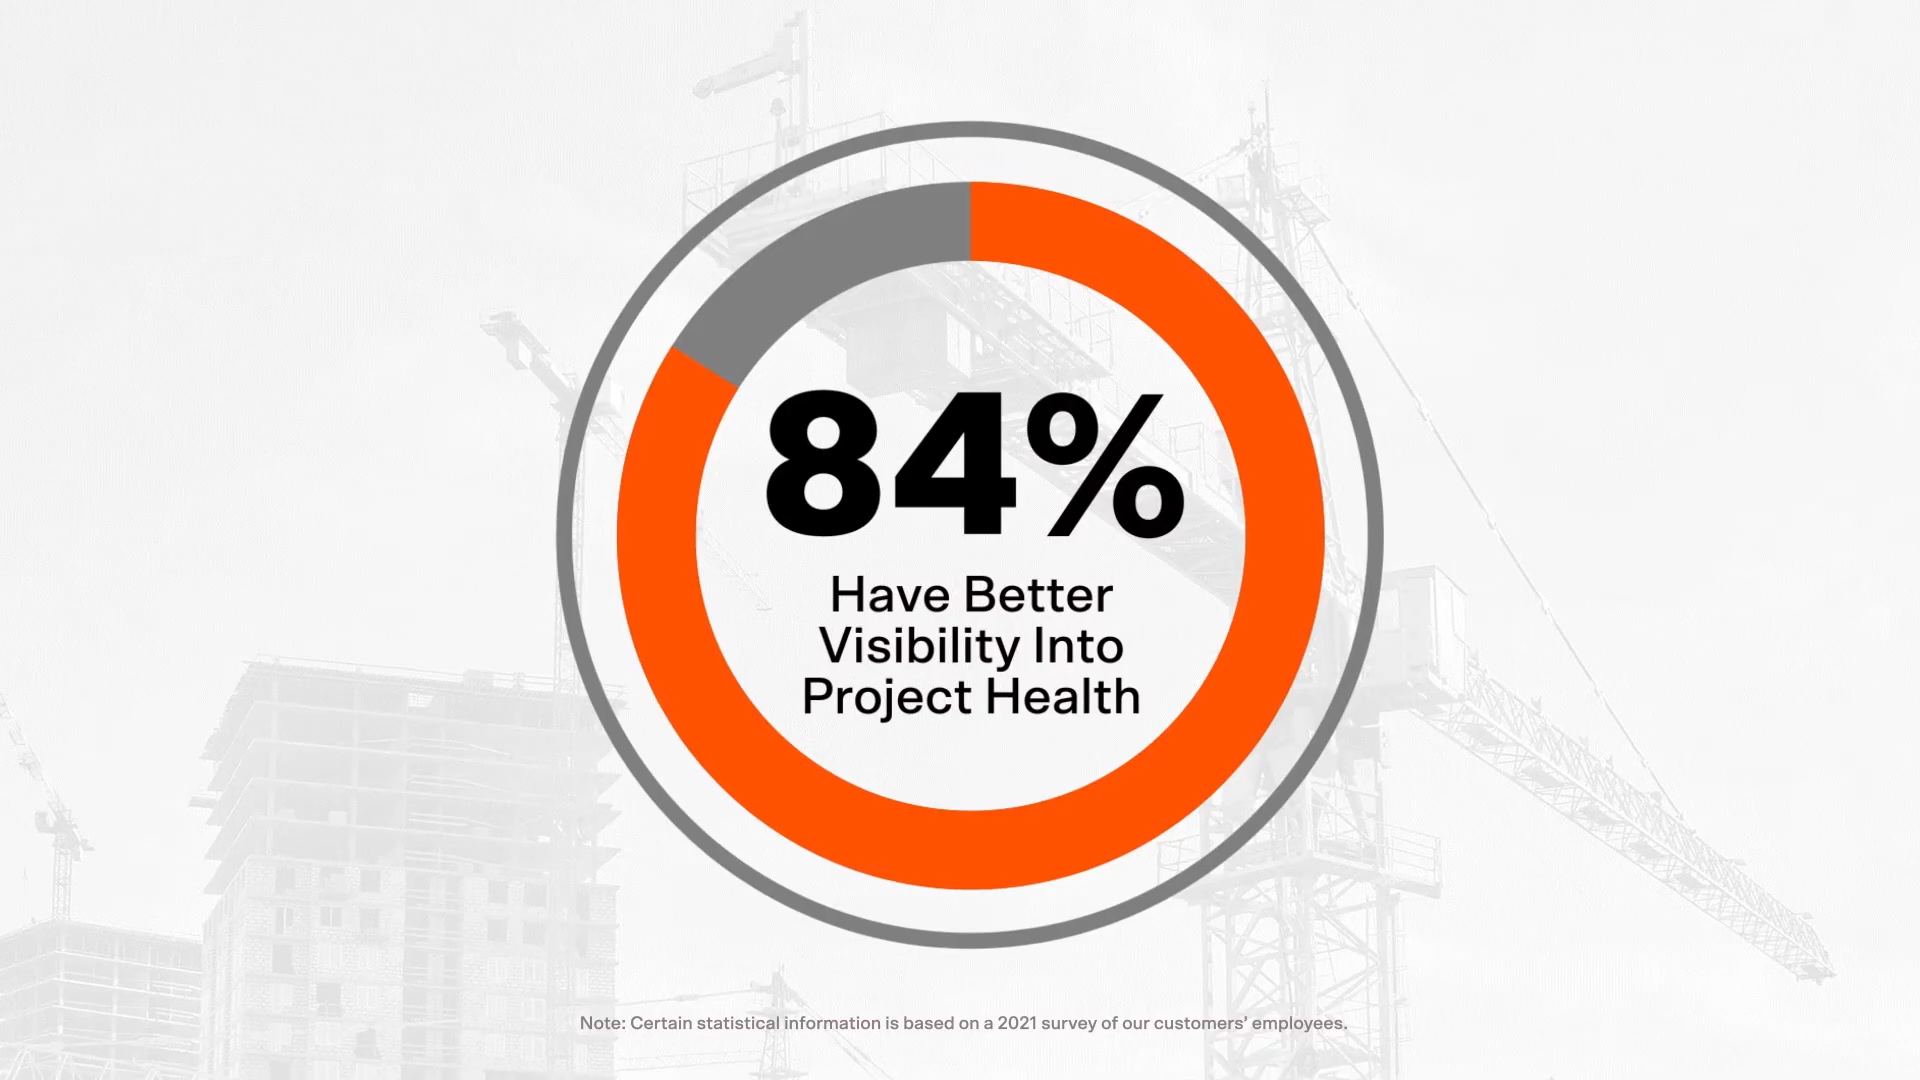 84%
Have Better
Visibility Into
Project Health
Note: Certain statistical information is based on a 2021 survey of our customers’ employees.